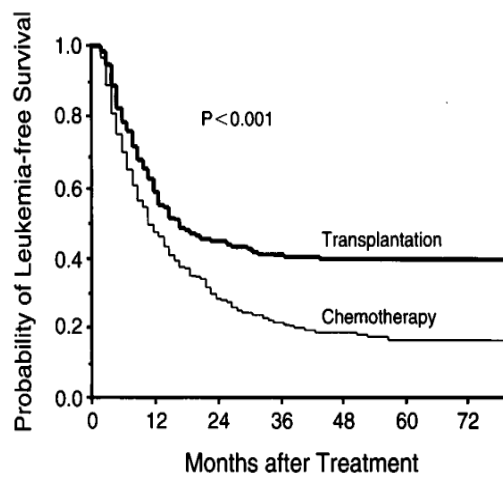 Probability of Leukemia-free Survival
1.0
0.8
0.6
0.4
0.2
0.0
P<0.001
Transplantation
Chemotherapy
0 12 24 36 48 60 72
Months after Treatment